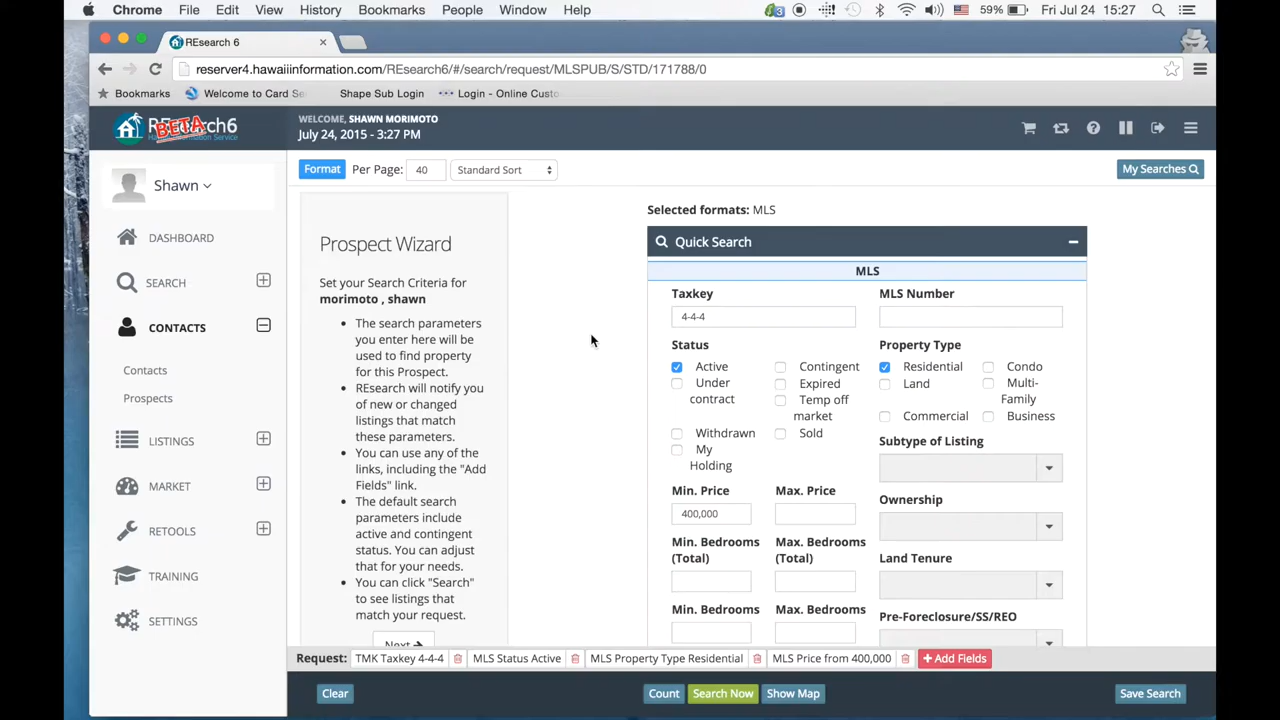 Chrome File Edit View History Bookmarks People Window Help 3 59% Fri Jul 24 15:27
REsearch 6
reserver4.hawaiiinformation.com/REsearch6/#/search/request/MLSPUB/S/STD/171788/0
Bookmarks Welcome to Card Se Shape Sub Login Login - Online Custo
REsearch6 BETA
WELCOME, SHAWN MORIMOTO
July 24, 2015 - 3:27 PM
Shawn
DASHBOARD
SEARCH
CONTACTS
Contacts
Prospects
LISTINGS
MARKET
RETOOLS
TRAINING
SETTINGS
Format Per Page: 40 Standard Sort My Searches
Prospect Wizard
Set your Search Criteria for
morimoto , shawn
• The search parameters
you enter here will be
used to find property
for this Prospect.
• REsearch will notify you
of new or changed
listings that match
these parameters.
• You can use any of the
links, including the "Add
Fields" link.
• The default search
parameters include
active and contingent
status. You can adjust
that for your needs.
• You can click "Search"
to see listings that
match your request.
Next
Selected formats: MLS
Quick Search
MLS
Taxkey
4-4-4
MLS Number
Status
Active
Contingent
Under
contract
Expired
Temp off
market
Withdrawn
Sold
My
Holding
Property Type
Residential
Condo
Land
Multi-
Family
Commercial
Business
Subtype of Listing
Min. Price
400,000
Max. Price
Ownership
Min. Bedrooms
(Total)
Max. Bedrooms
(Total)
Land Tenure
Min. Bedrooms
Max. Bedrooms
Pre-Foreclosure/SS/REO
Request: TMK Taxkey 4-4-4 MLS Status Active MLS Property Type Residential MLS Price from 400,000 + Add Fields
Clear Count Search Now Show Map Save Search